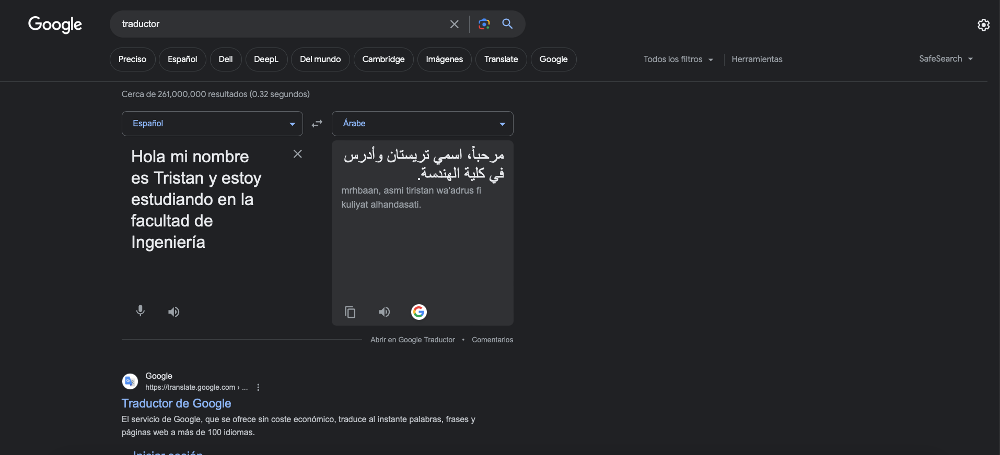 Google
traductor
Preciso
Español
Dell
DeepL
Del mundo
Cambridge
Imágenes
Translate
Google
Todos los filtros
Herramientas
SafeSearch
Cerca de 261,000,000 resultados (0.32 segundos)
Español
Árabe
Hola mi nombre
es Tristan y estoy
estudiando en la
facultad de
Ingeniería
مرحباً، اسمي تريستان وأدرس
في كلية الهندسة.
mrhbaan, asmi tiristan wa'adrus fi
kuliyat alhandasati.
Abrir en Google Traductor • Comentarios
Google
https://translate.google.com › ...
Traductor de Google
El servicio de Google, que se ofrece sin coste económico, traduce al instante palabras, frases y
páginas web a más de 100 idiomas.
Iniciar sesión